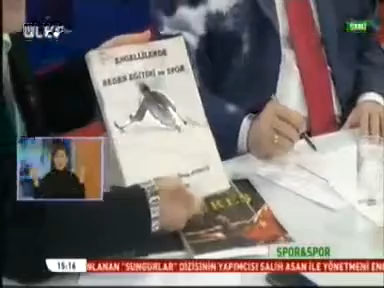 ÜLKE
CANLI
ENGELLİLERDE
BEDEN EĞİTİMİ ve SPOR
SPOR&SPOR
15:16
LANAN "SUNGURLAR" DİZİSİNİN YAPIMCISI SALİH ASAN İLE YÖNETMENİ EN